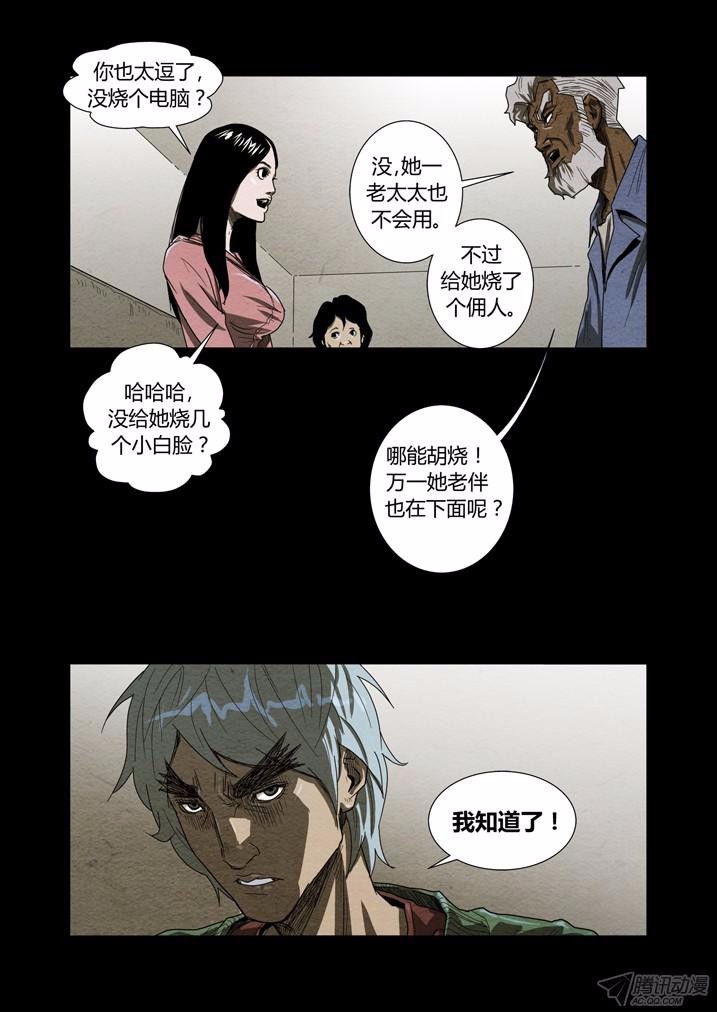 你也太逗了，
没烧个电脑？
没，她一
老太太也
不会用。
不过
给她烧了
个佣人。
哈哈哈，
没给她烧几
个小白脸？
哪能胡烧！
万一她老伴
也在下面呢？
我知道了！
腾讯动漫